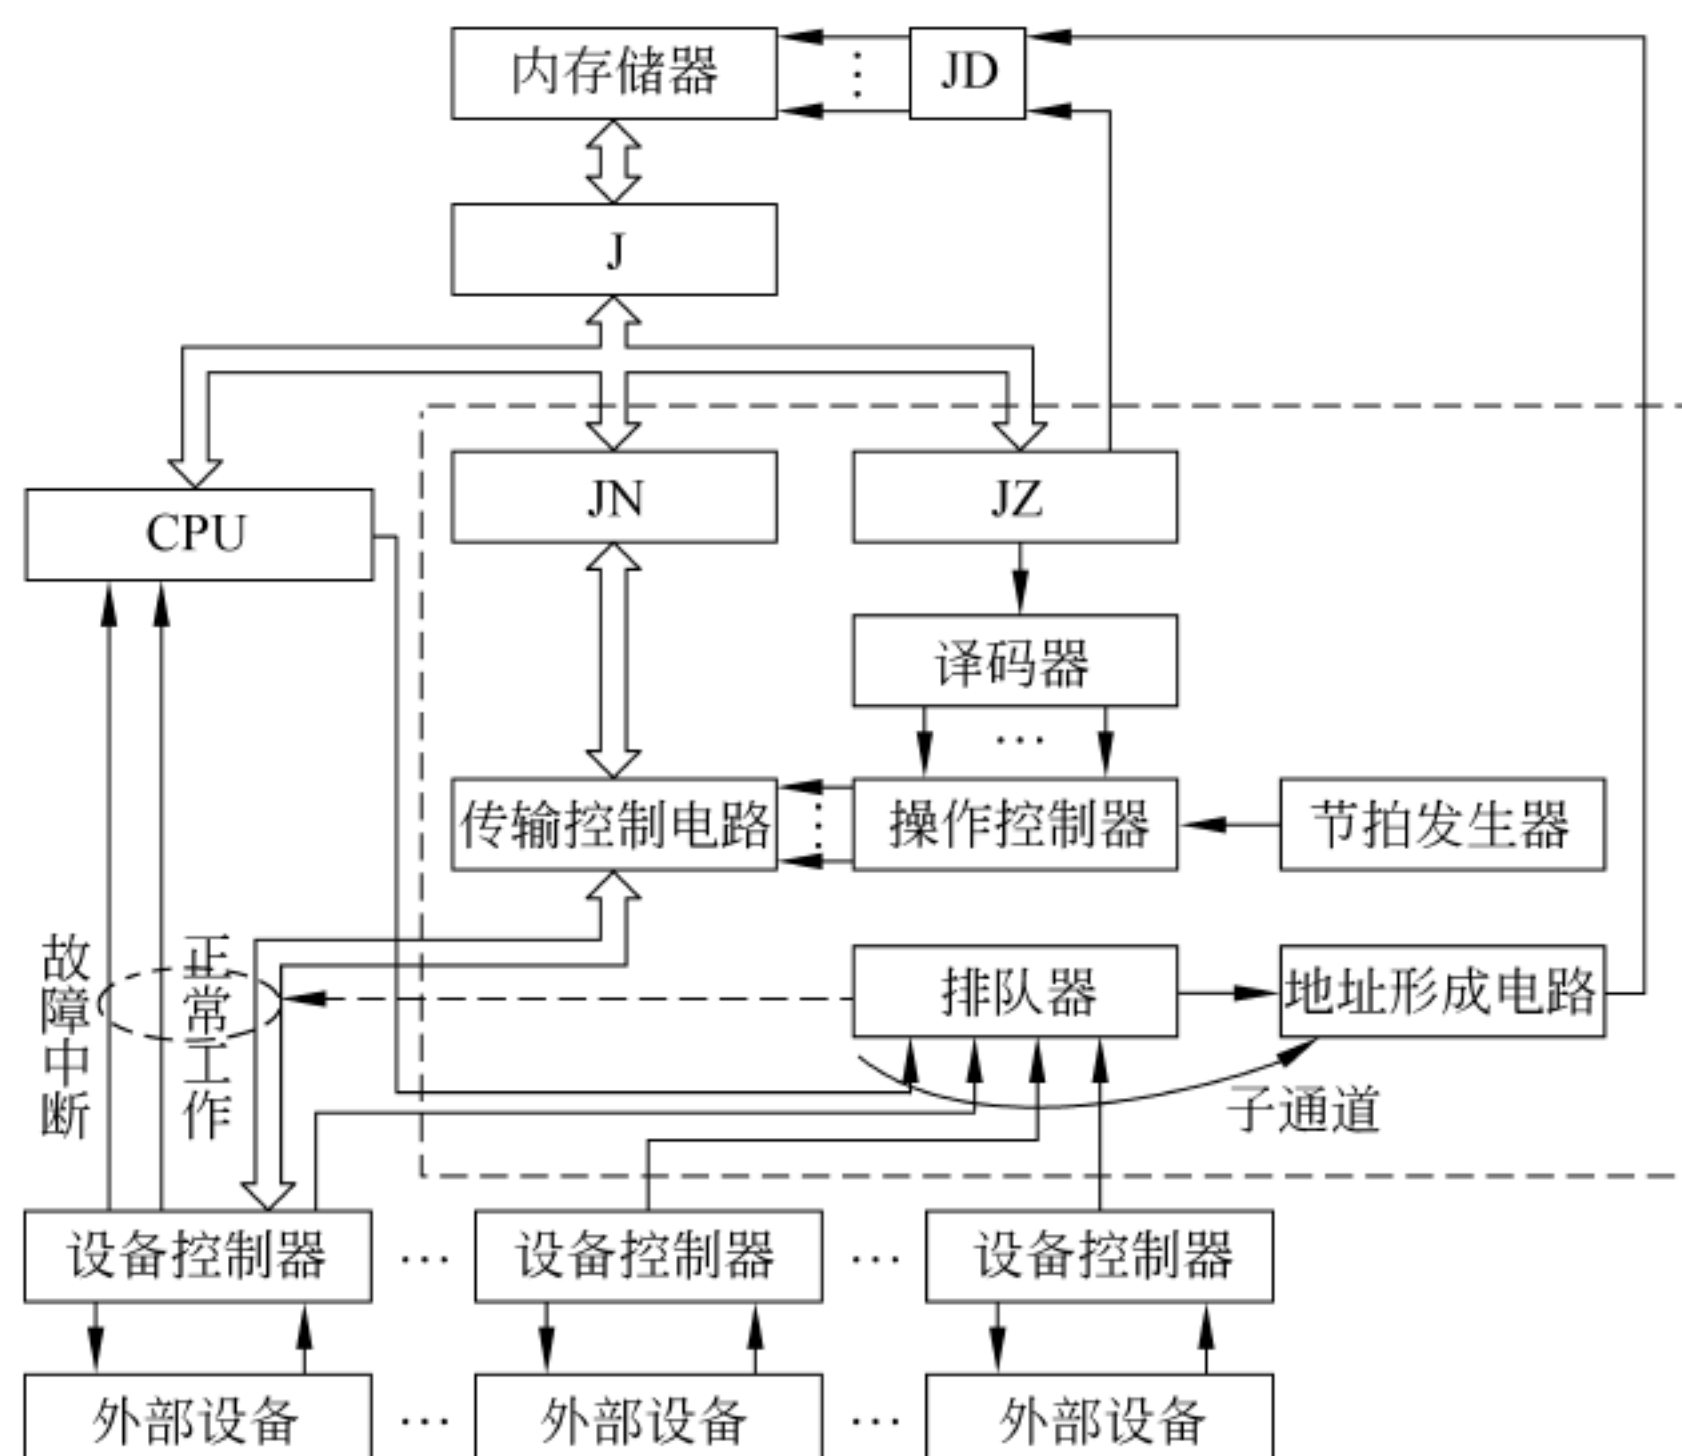 内存储器
JD
J
CPU
JN
JZ
译码器
…
传输控制电路
操作控制器
节拍发生器
故障中断
正常工作
排队器
地址形成电路
子通道
设备控制器 … 设备控制器 … 设备控制器
外部设备 … 外部设备 … 外部设备